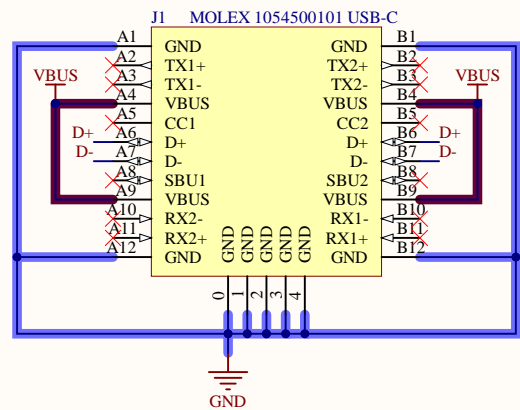 J1 MOLEX 1054500101 USB-C
A1 GND GND B1
A2 TX1+ TX2+ B2
A3 TX1- TX2- B3
VBUS A4 VBUS VBUS B4 VBUS
A5 CC1 CC2 B5
D+ A6 D+ D+ B6 D+
D- A7 D- D- B7 D-
A8 SBU1 SBU2 B8
A9 VBUS VBUS B9
A10 RX2- RX1- B10
A11 RX2+ RX1+ B11
A12 GND GND B12
GND GND GND GND GND
0 1 2 3 4
GND